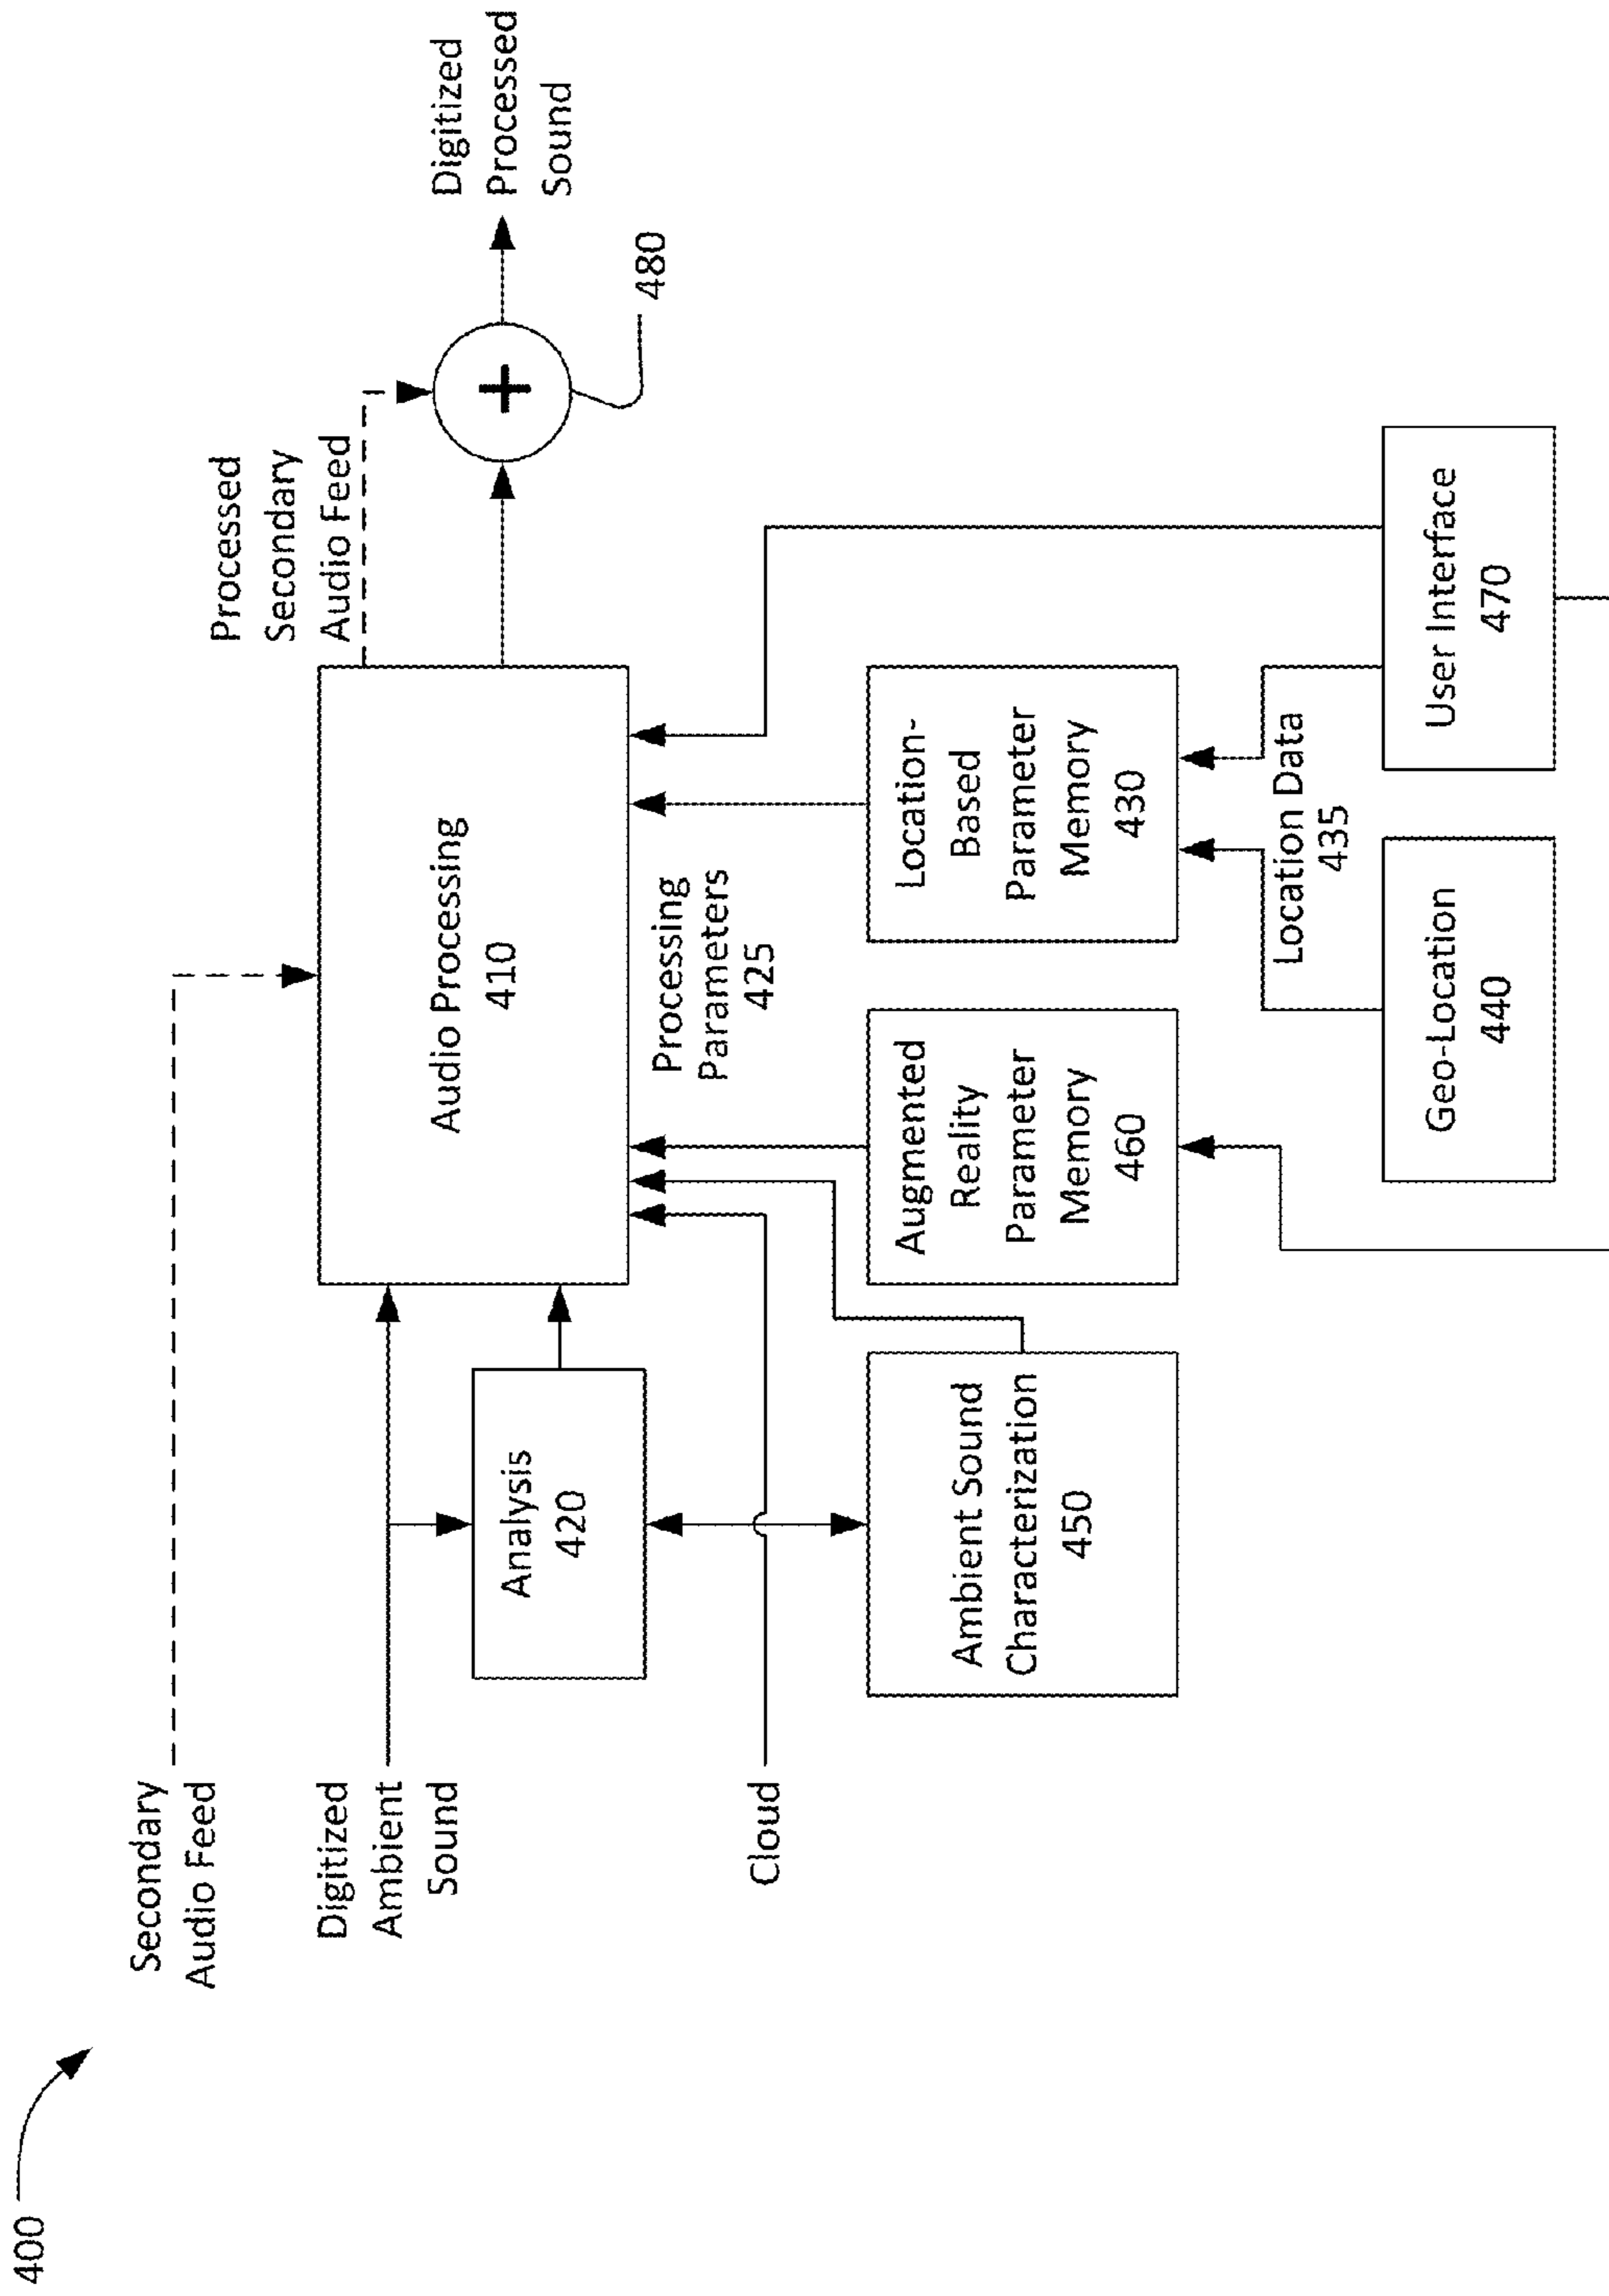 400
Secondary
Audio Feed
Digitized
Ambient
Sound
Cloud
Analysis
420
Ambient Sound
Characterization
450
Audio Processing
410
Processing
Parameters
425
Augmented
Reality
Parameter
Memory
460
Location-
Based
Parameter
Memory
430
Location Data
435
Geo-Location
440
User Interface
470
Processed
Secondary
Audio Feed
+
480
Digitized
Processed
Sound